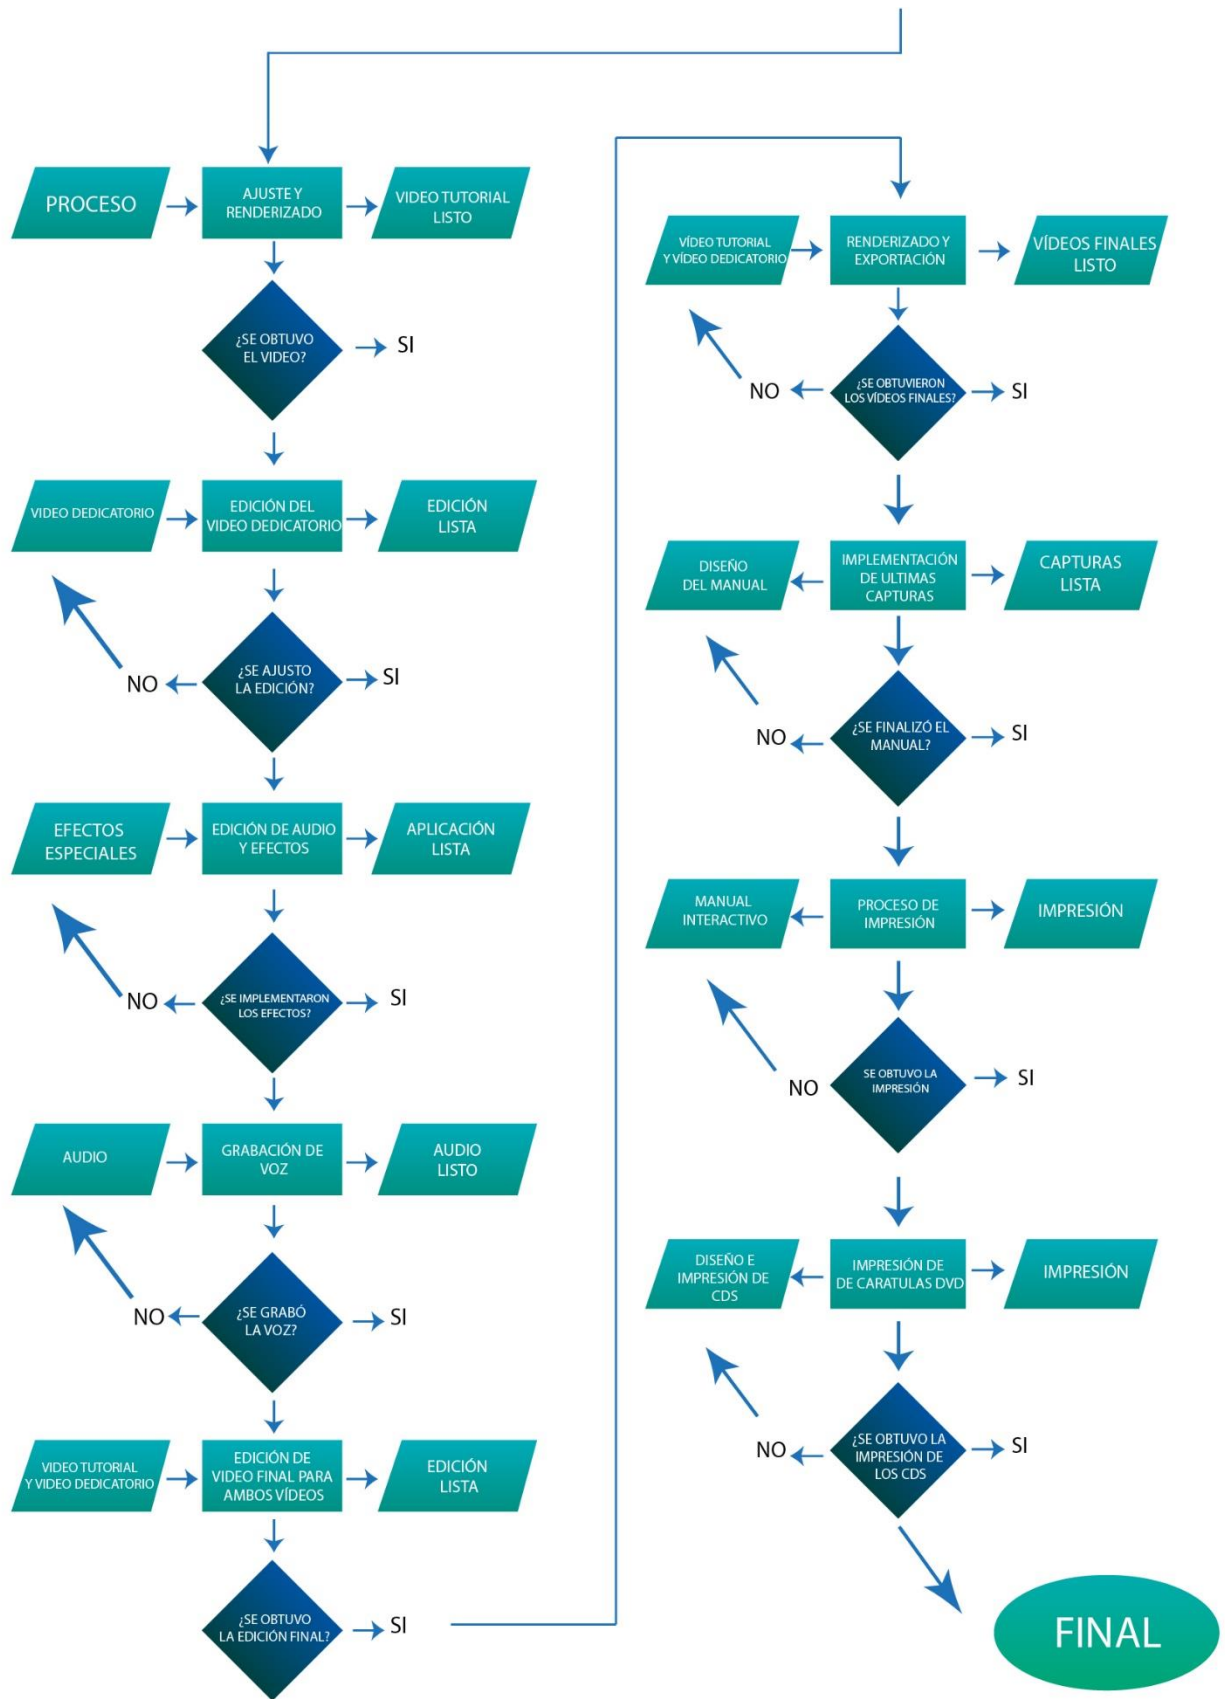 PROCESO
AJUSTE Y
RENDERIZADO
VIDEO TUTORIAL
LISTO
¿SE OBTUVO
EL VIDEO?
SI
VIDEO DEDICATORIO
EDICIÓN DEL
VIDEO DEDICATORIO
EDICIÓN
LISTA
¿SE AJUSTO
LA EDICIÓN?
NO
SI
EFECTOS
ESPECIALES
EDICIÓN DE AUDIO
Y EFECTOS
APLICACIÓN
LISTA
¿SE IMPLEMENTARON
LOS EFECTOS?
NO
SI
AUDIO
GRABACIÓN DE
VOZ
AUDIO
LISTO
¿SE GRABÓ
LA VOZ?
NO
SI
VIDEO TUTORIAL
Y VIDEO DEDICATORIO
EDICIÓN DE
VIDEO FINAL PARA
AMBOS VÍDEOS
EDICIÓN
LISTA
¿SE OBTUVO
LA EDICIÓN FINAL?
SI
VÍDEO TUTORIAL
Y VÍDEO DEDICATORIO
RENDERIZADO Y
EXPORTACIÓN
VÍDEOS FINALES
LISTO
¿SE OBTUVIERON
LOS VÍDEOS FINALES?
NO
SI
DISEÑO
DEL MANUAL
IMPLEMENTACIÓN
DE ULTIMAS
CAPTURAS
CAPTURAS
LISTA
¿SE FINALIZÓ EL
MANUAL?
NO
SI
MANUAL
INTERACTIVO
PROCESO DE
IMPRESIÓN
IMPRESIÓN
SE OBTUVO LA
IMPRESIÓN
NO
SI
DISEÑO E
IMPRESIÓN DE
CDS
IMPRESIÓN DE
DE CARATULAS DVD
IMPRESIÓN
¿SE OBTUVO LA
IMPRESIÓN DE
LOS CDS
NO
SI
FINAL